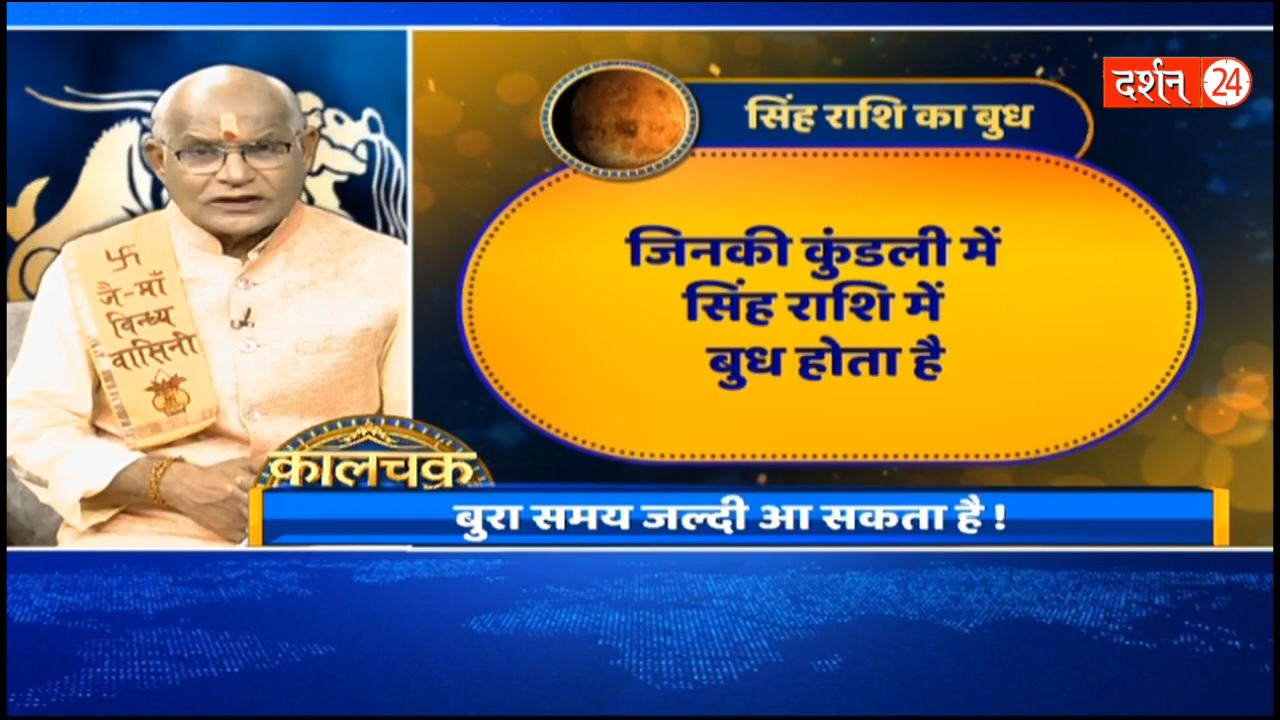 दर्शन 24
सिंह राशि का बुध
जिनकी कुंडली में
सिंह राशि में
बुध होता है
जै-माँ
विन्ध्य
वासिनी
कालचक्र
बुरा समय जल्दी आ सकता है !